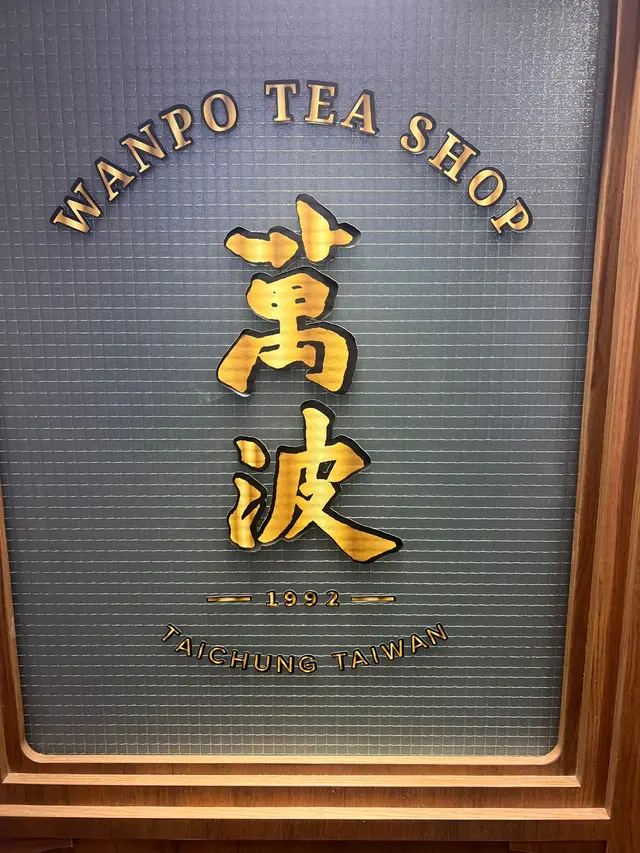 WANPO TEA SHOP
萬
波
1992
TAICHUNG TAIWAN